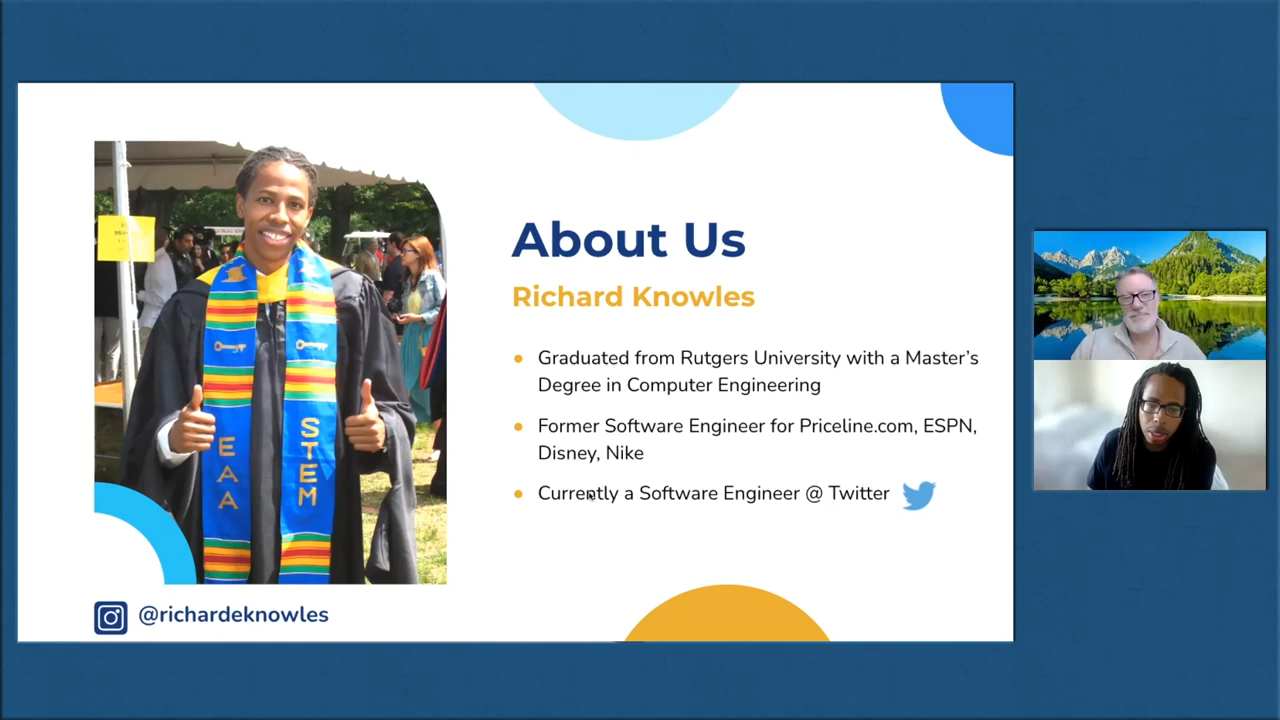 About Us
Richard Knowles
Graduated from Rutgers University with a Master's
Degree in Computer Engineering
Former Software Engineer for Priceline.com, ESPN,
Disney, Nike
Currently a Software Engineer @ Twitter
EAA
STEM
@richardeknowles